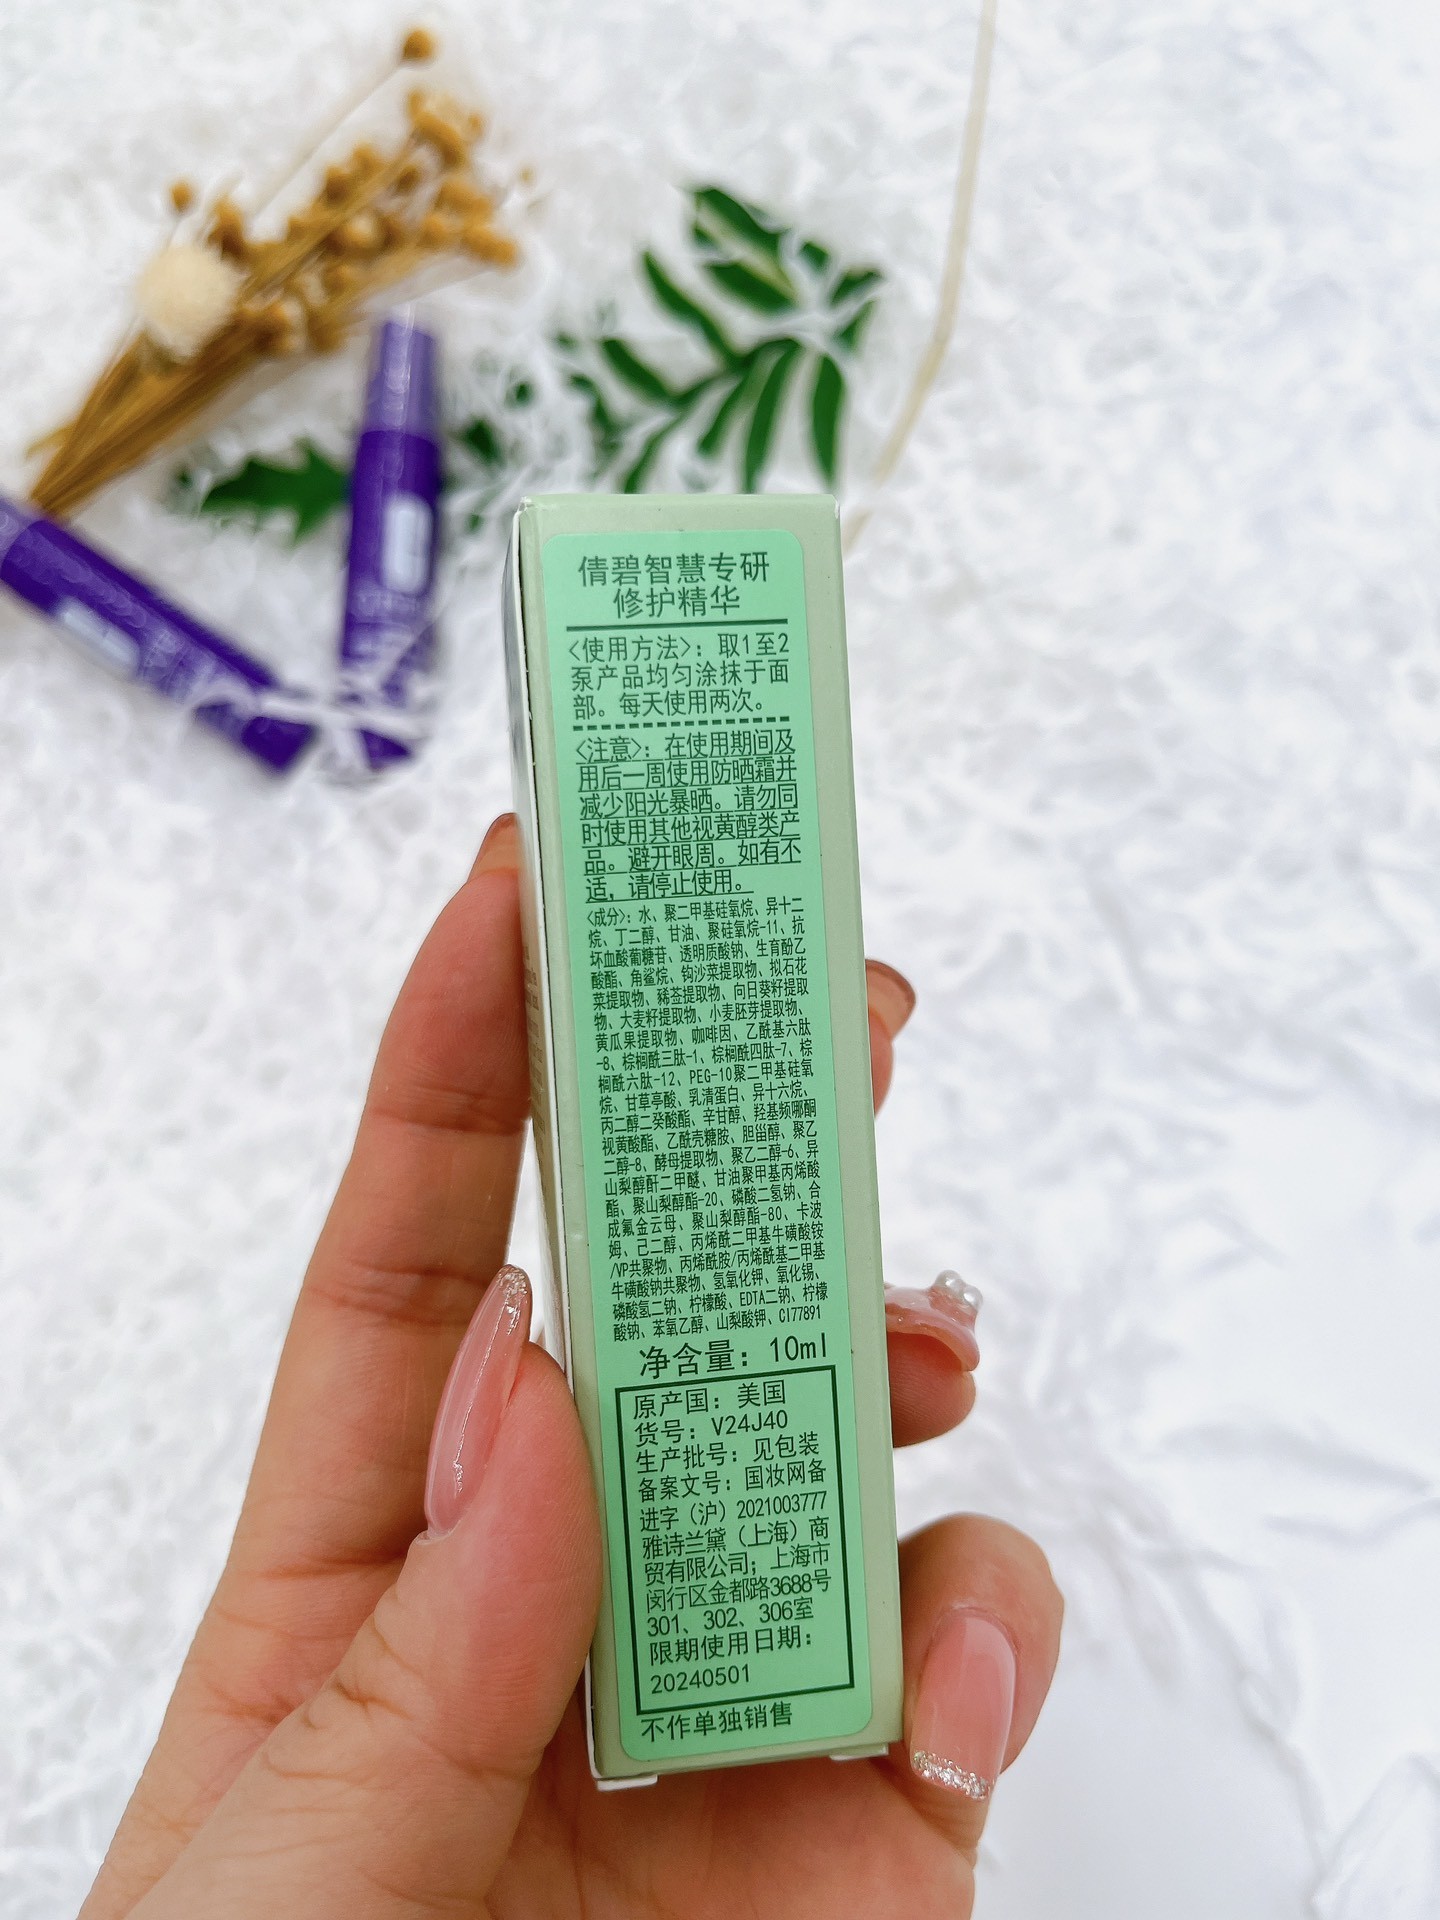 倩碧智慧专研
修护精华
<使用方法>：取1至2
泵产品均匀涂抹于面
部。每天使用两次。
<注意>：在使用期间及
用后一周使用防晒霜并
减少阳光暴晒。请勿同
时使用其他视黄醇类产
品。避开眼周。如有不
适，请停止使用。
<成分>：水、聚二甲基硅氧烷、异十二
烷、丁二醇、甘油、聚硅氧烷-11、抗
坏血酸葡糖苷、透明质酸钠、生育酚乙
酸酯、角鲨烷、钩沙菜提取物、拟石花
菜提取物、豨莶提取物、向日葵籽提取
物、大麦籽提取物、小麦胚芽提取物、
黄瓜果提取物、咖啡因、乙酰基六肽
-8、棕榈酰三肽-1、棕榈酰四肽-7、棕
榈酰六肽-12、PEG-10聚二甲基硅氧
烷、甘草亭酸、乳清蛋白、异十六烷、
丙二醇二癸酸酯、辛甘醇、羟基频哪酮
视黄酸酯、乙酰壳糖胺、胆甾醇、聚乙
二醇-8、酵母提取物、聚乙二醇-6、异
山梨醇酐二甲醚、甘油聚甲基丙烯酸
酯、聚山梨醇酯-20、磷酸二氢钠、合
成氟金云母、聚山梨醇酯-80、卡波
姆、己二醇、丙烯酰二甲基牛磺酸铵
/VP共聚物、丙烯酰胺/丙烯酰基二甲基
牛磺酸钠共聚物、氢氧化钾、氧化锡、
磷酸氢二钠、柠檬酸、EDTA二钠、柠檬
酸钠、苯氧乙醇、山梨酸钾、CI77891
净含量：10ml
原产国：美国
货号：V24J40
生产批号：见包装
备案文号：国妆网备
进字（沪）2021003777
雅诗兰黛（上海）商
贸有限公司；上海市
闵行区金都路3688号
301、302、306室
限期使用日期：
20240501
不作单独销售